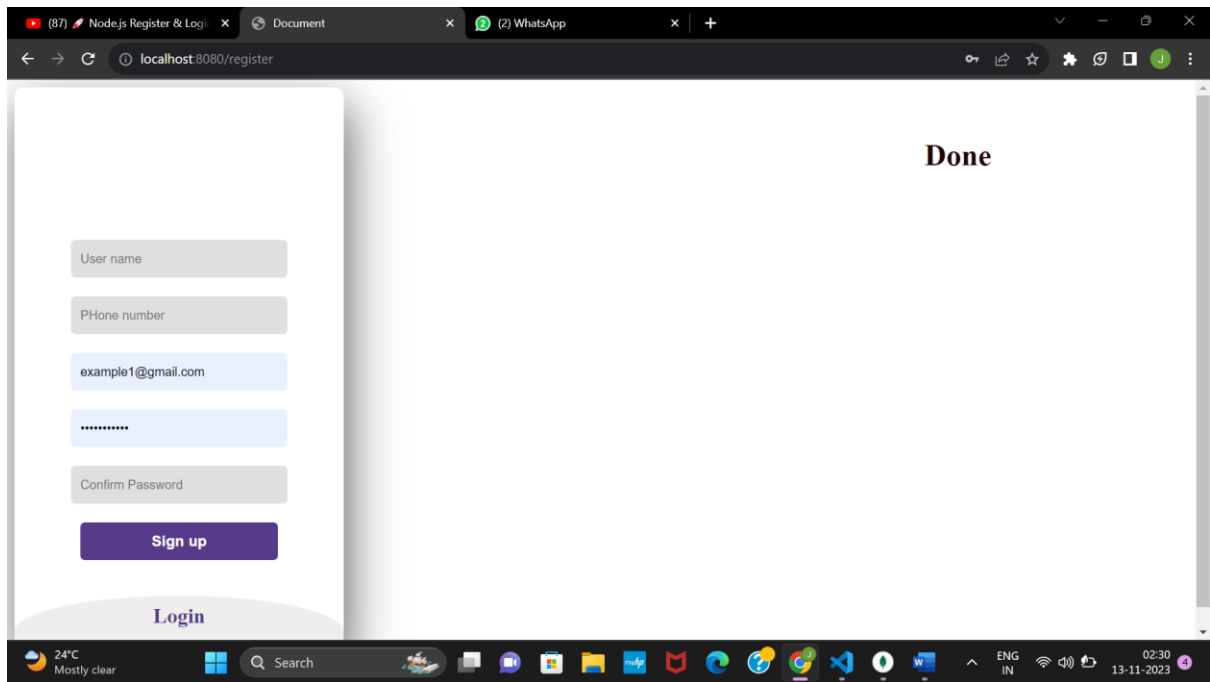 (87) 🚀 Node.js Register & Logi
Document
(2) WhatsApp
localhost:8080/register
J
Done
User name
PHone number
example1@gmail.com
•••••••••••
Confirm Password
Sign up
Login
24°C
Mostly clear
Search
ENG
IN
02:30
13-11-2023
4